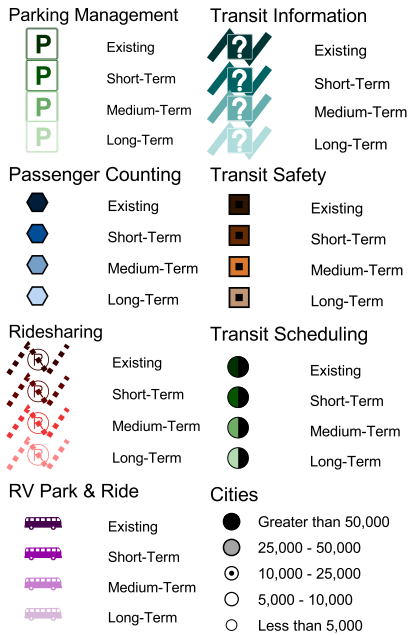 Parking Management
P Existing
P Short-Term
P Medium-Term
P Long-Term
Transit Information
? Existing
? Short-Term
? Medium-Term
? Long-Term
Passenger Counting
Existing
Short-Term
Medium-Term
Long-Term
Transit Safety
Existing
Short-Term
Medium-Term
Long-Term
Ridesharing
R Existing
R Short-Term
R Medium-Term
R Long-Term
Transit Scheduling
Existing
Short-Term
Medium-Term
Long-Term
RV Park & Ride
Existing
Short-Term
Medium-Term
Long-Term
Cities
Greater than 50,000
25,000 - 50,000
10,000 - 25,000
5,000 - 10,000
Less than 5,000